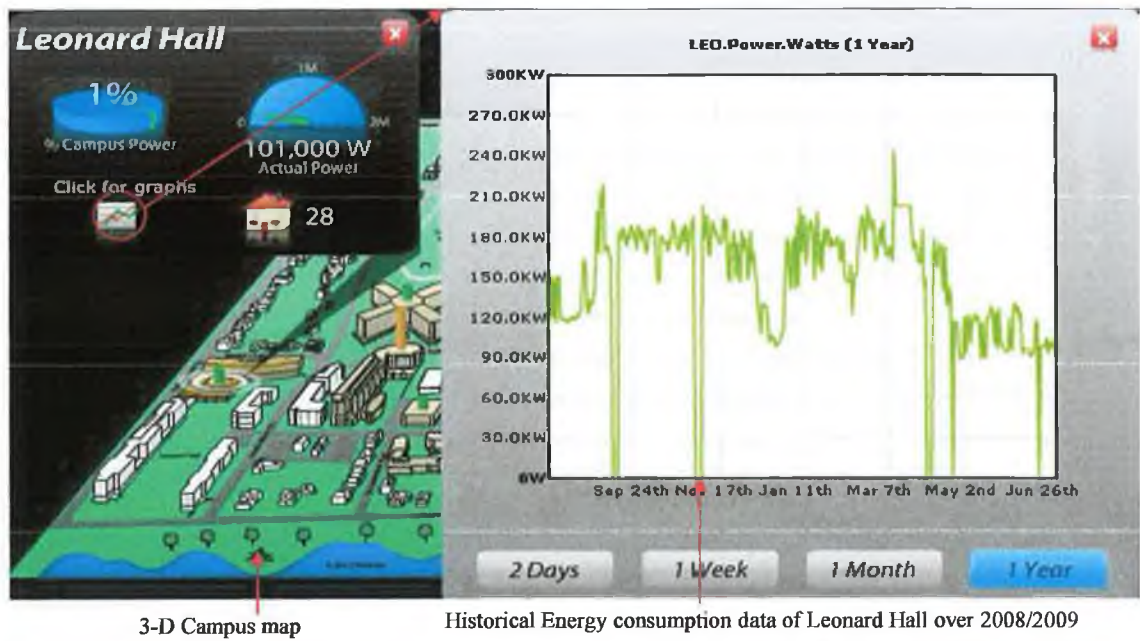 Leonard Hall
1%
% Campus Power
0
1M
2M
101,000 W
Actual Power
Click for graphs
28
LEO.Power.Watts (1 Year)
300KW
270.0KW
240.0KW
210.0KW
180.0KW
150.0KW
120.0KW
90.0KW
60.0KW
30.0KW
0W
Sep 24th 17th Jan 11th Mar 7th May 2nd Jun 26th
2 Days
1 Week
1 Month
1 Year
3-D Campus map
Historical Energy consumption data of Leonard Hall over 2008/2009